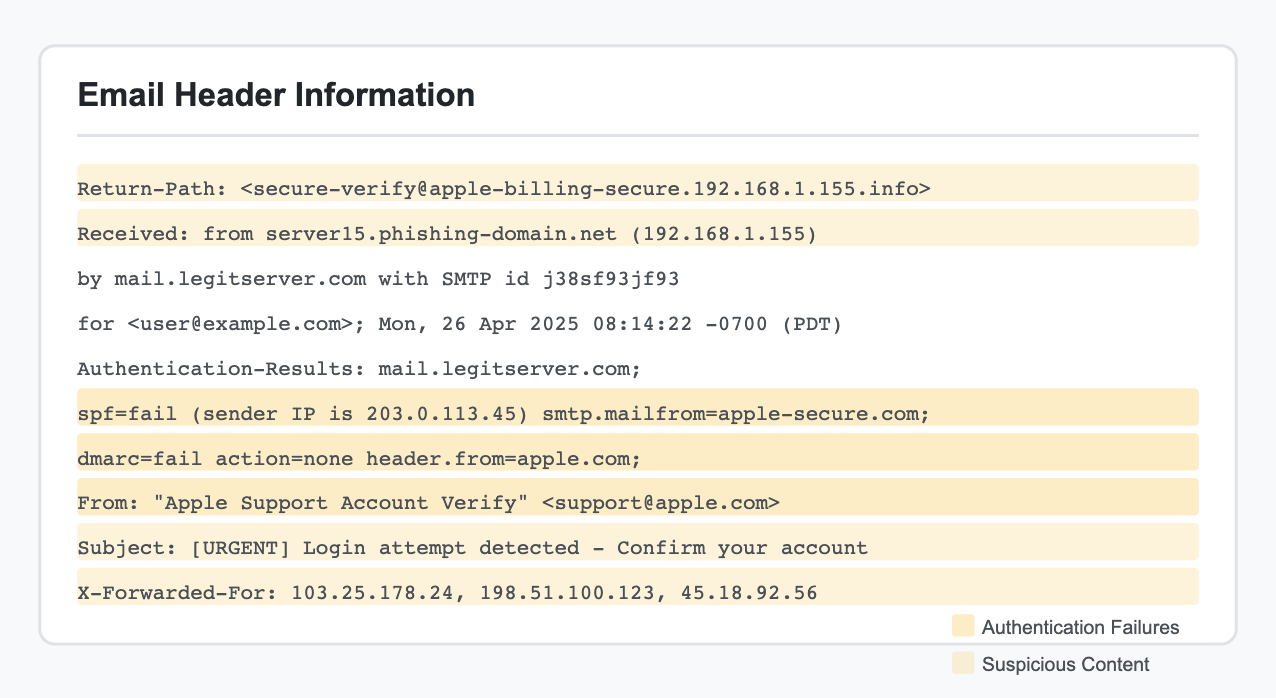 Email Header Information
Return-Path: <secure-verify@apple-billing-secure.192.168.1.155.info>
Received: from server15.phishing-domain.net (192.168.1.155)
by mail.legitserver.com with SMTP id j38sf93jf93
for <user@example.com>; Mon, 26 Apr 2025 08:14:22 -0700 (PDT)
Authentication-Results: mail.legitserver.com;
spf=fail (sender IP is 203.0.113.45) smtp.mailfrom=apple-secure.com;
dmarc=fail action=none header.from=apple.com;
From: "Apple Support Account Verify" <support@apple.com>
Subject: [URGENT] Login attempt detected - Confirm your account
X-Forwarded-For: 103.25.178.24, 198.51.100.123, 45.18.92.56
Authentication Failures
Suspicious Content